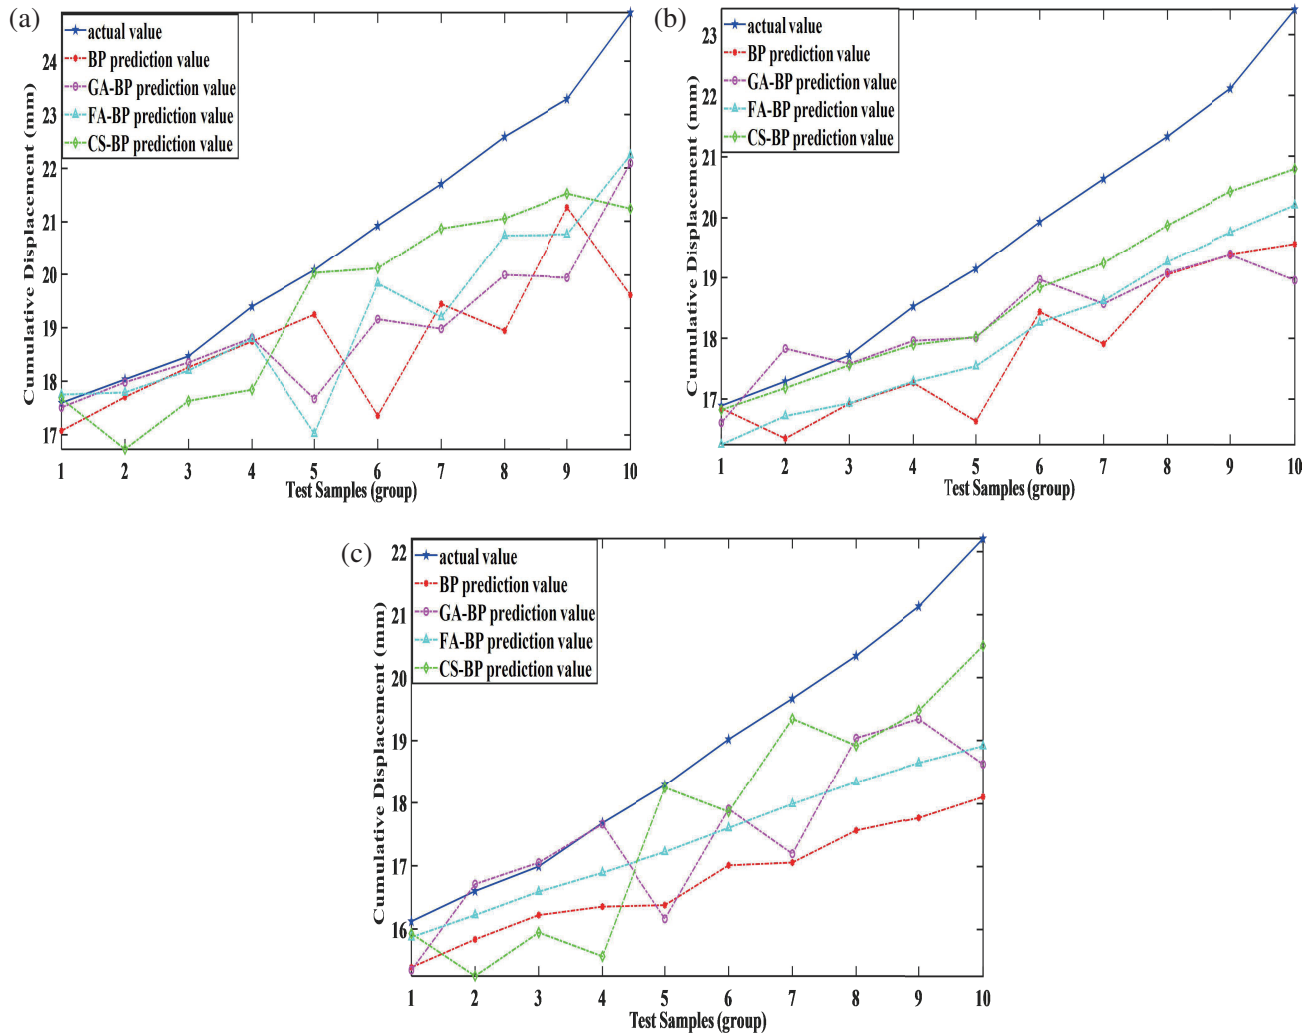 (a)
actual value
BP prediction value
GA-BP prediction value
FA-BP prediction value
CS-BP prediction value
Cumulative Displacement (mm)
24
23
22
21
20
19
18
17
1 2 3 4 5 6 7 8 9 10
Test Samples (group)
(b)
actual value
BP prediction value
GA-BP prediction value
FA-BP prediction value
CS-BP prediction value
Cumulative Displacement (mm)
23
22
21
20
19
18
17
1 2 3 4 5 6 7 8 9 10
Test Samples (group)
(c)
actual value
BP prediction value
GA-BP prediction value
FA-BP prediction value
CS-BP prediction value
Cumulative Displacement (mm)
22
21
20
19
18
17
16
1 2 3 4 5 6 7 8 9 10
Test Samples (group)